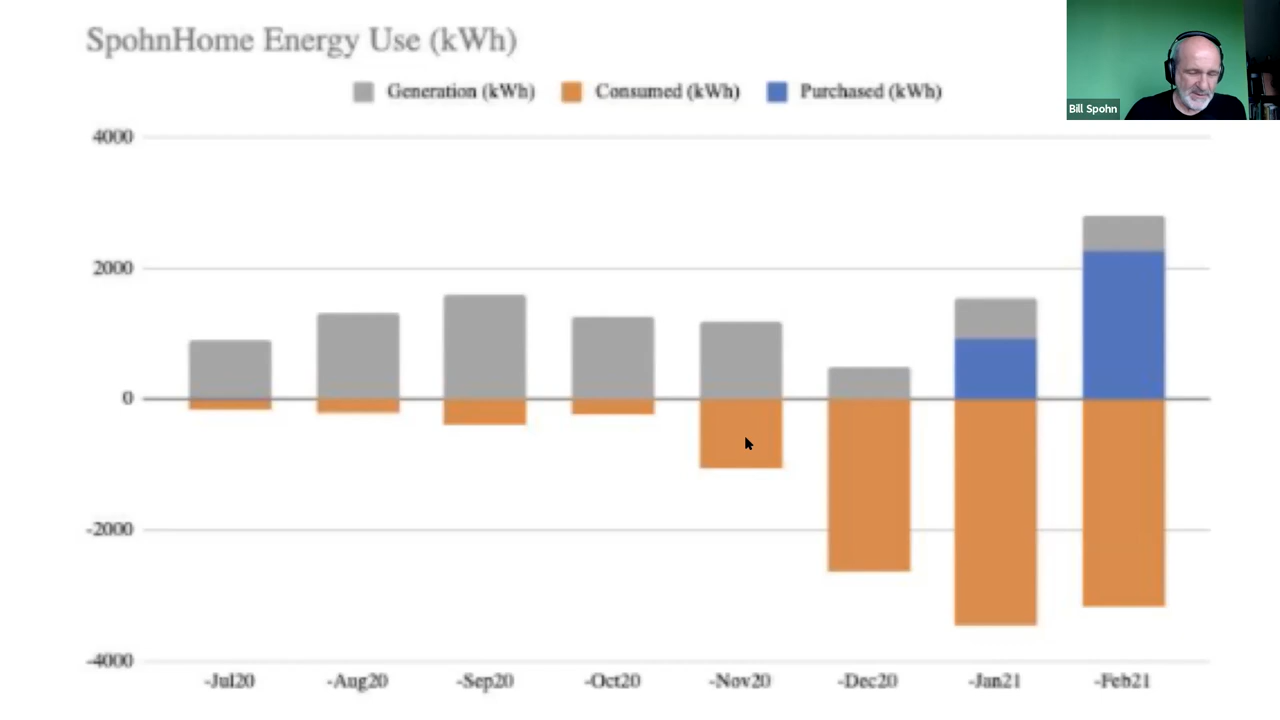 SpohnHome Energy Use (kWh)
Generation (kWh) Consumed (kWh) Purchased (kWh)
Bill Spohn
4000
2000
0
-2000
-4000
-Jul20 -Aug20 -Sep20 -Oct20 -Nov20 -Dec20 -Jan21 -Feb21